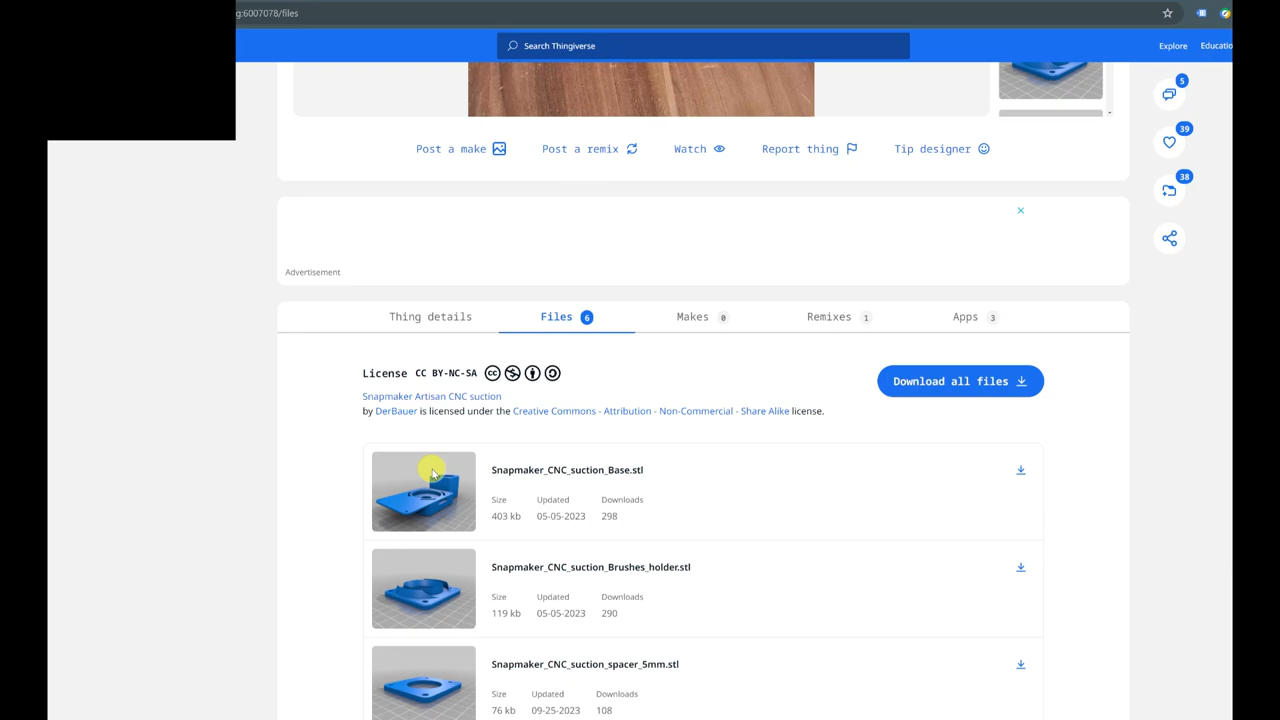 g:6007078/files
Search Thingiverse
Explore
Educatio
5
39
38
Post a make
Post a remix
Watch
Report thing
Tip designer
Advertisement
Thing details
Files 6
Makes 0
Remixes 1
Apps 3
License CC BY-NC-SA
Download all files
Snapmaker Artisan CNC suction
by DerBauer is licensed under the Creative Commons - Attribution - Non-Commercial - Share Alike license.
Snapmaker_CNC_suction_Base.stl
Size Updated Downloads
403 kb 05-05-2023 298
Snapmaker_CNC_suction_Brushes_holder.stl
Size Updated Downloads
119 kb 05-05-2023 290
Snapmaker_CNC_suction_spacer_5mm.stl
Size Updated Downloads
76 kb 09-25-2023 108